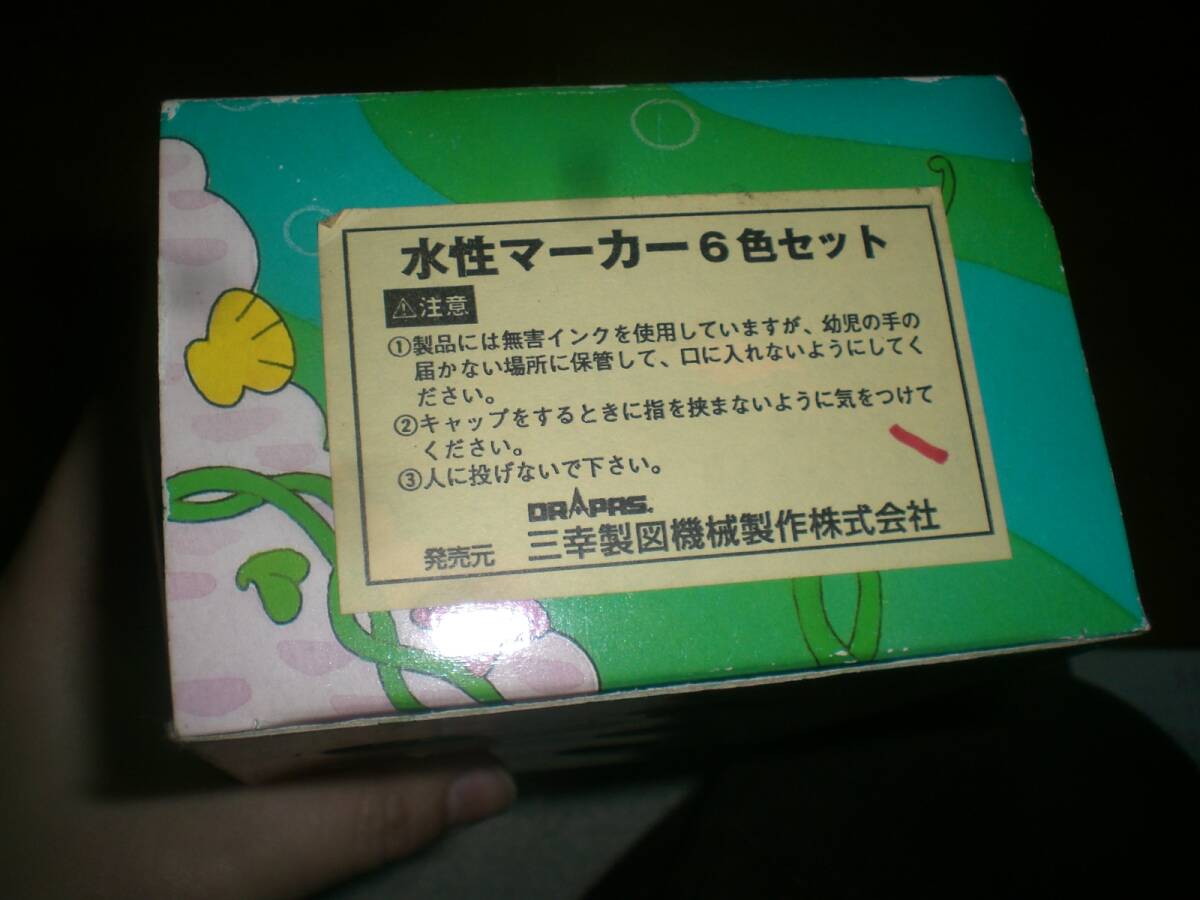 水性マーカー6色セット
⚠注意
①製品には無害インクを使用していますが、幼児の手の
届かない場所に保管して、口に入れないようにしてく
ださい。
②キャップをするときに指を挟まないように気をつけて
ください。
③人に投げないで下さい。
DRAPAS.
発売元 三幸製図機械製作株式会社